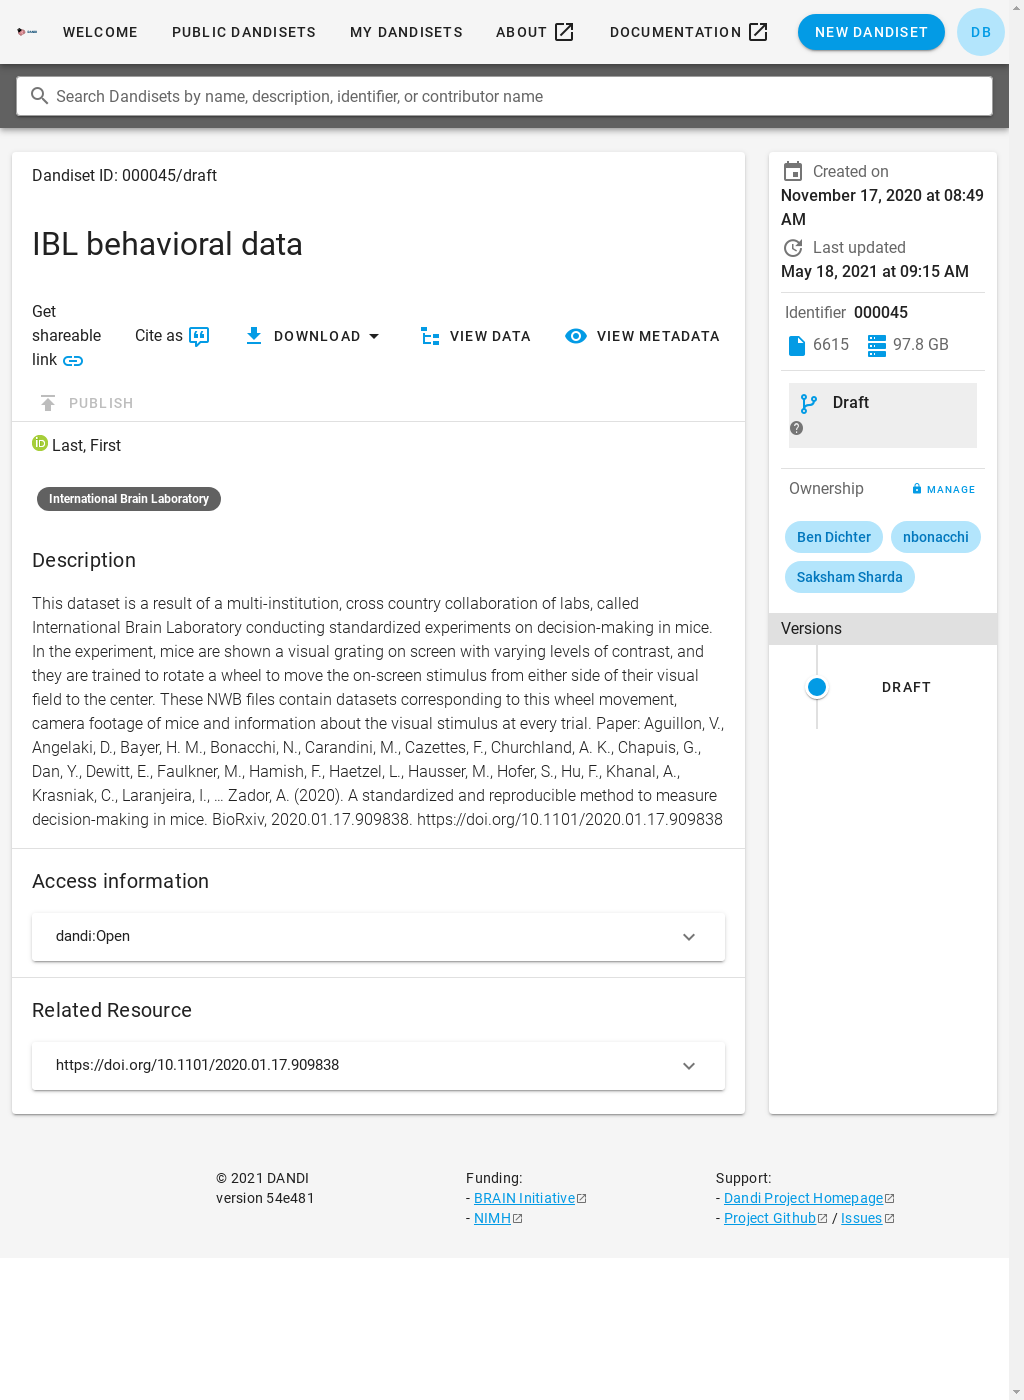 WELCOME PUBLIC DANDISETS MY DANDISETS ABOUT DOCUMENTATION NEW DANDISET DB
Search Dandisets by name, description, identifier, or contributor name
Dandiset ID: 000045/draft
IBL behavioral data
Get
shareable
link
Cite as
DOWNLOAD
VIEW DATA
VIEW METADATA
PUBLISH
iD Last, First
International Brain Laboratory
Description
This dataset is a result of a multi-institution, cross country collaboration of labs, called
International Brain Laboratory conducting standardized experiments on decision-making in mice.
In the experiment, mice are shown a visual grating on screen with varying levels of contrast, and
they are trained to rotate a wheel to move the on-screen stimulus from either side of their visual
field to the center. These NWB files contain datasets corresponding to this wheel movement,
camera footage of mice and information about the visual stimulus at every trial. Paper: Aguillon, V.,
Angelaki, D., Bayer, H. M., Bonacchi, N., Carandini, M., Cazettes, F., Churchland, A. K., Chapuis, G.,
Dan, Y., Dewitt, E., Faulkner, M., Hamish, F., Haetzel, L., Hausser, M., Hofer, S., Hu, F., Khanal, A.,
Krasniak, C., Laranjeira, I., … Zador, A. (2020). A standardized and reproducible method to measure
decision-making in mice. BioRxiv, 2020.01.17.909838. https://doi.org/10.1101/2020.01.17.909838
Access information
dandi:Open
Related Resource
https://doi.org/10.1101/2020.01.17.909838
Created on
November 17, 2020 at 08:49
AM
Last updated
May 18, 2021 at 09:15 AM
Identifier 000045
6615 97.8 GB
Draft
Ownership MANAGE
Ben Dichter nbonacchi
Saksham Sharda
Versions
DRAFT
© 2021 DANDI
version 54e481
Funding:
- BRAIN Initiative
- NIMH
Support:
- Dandi Project Homepage
- Project Github / Issues